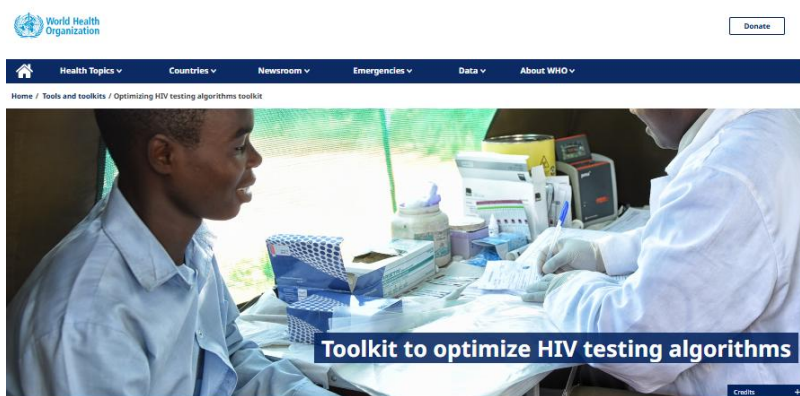 World Health
Organization
Donate
Health Topics
Countries
Newsroom
Emergencies
Data
About WHO
Home / Tools and toolkits / Optimizing HIV testing algorithms toolkit
Toolkit to optimize HIV testing algorithms
Credits +